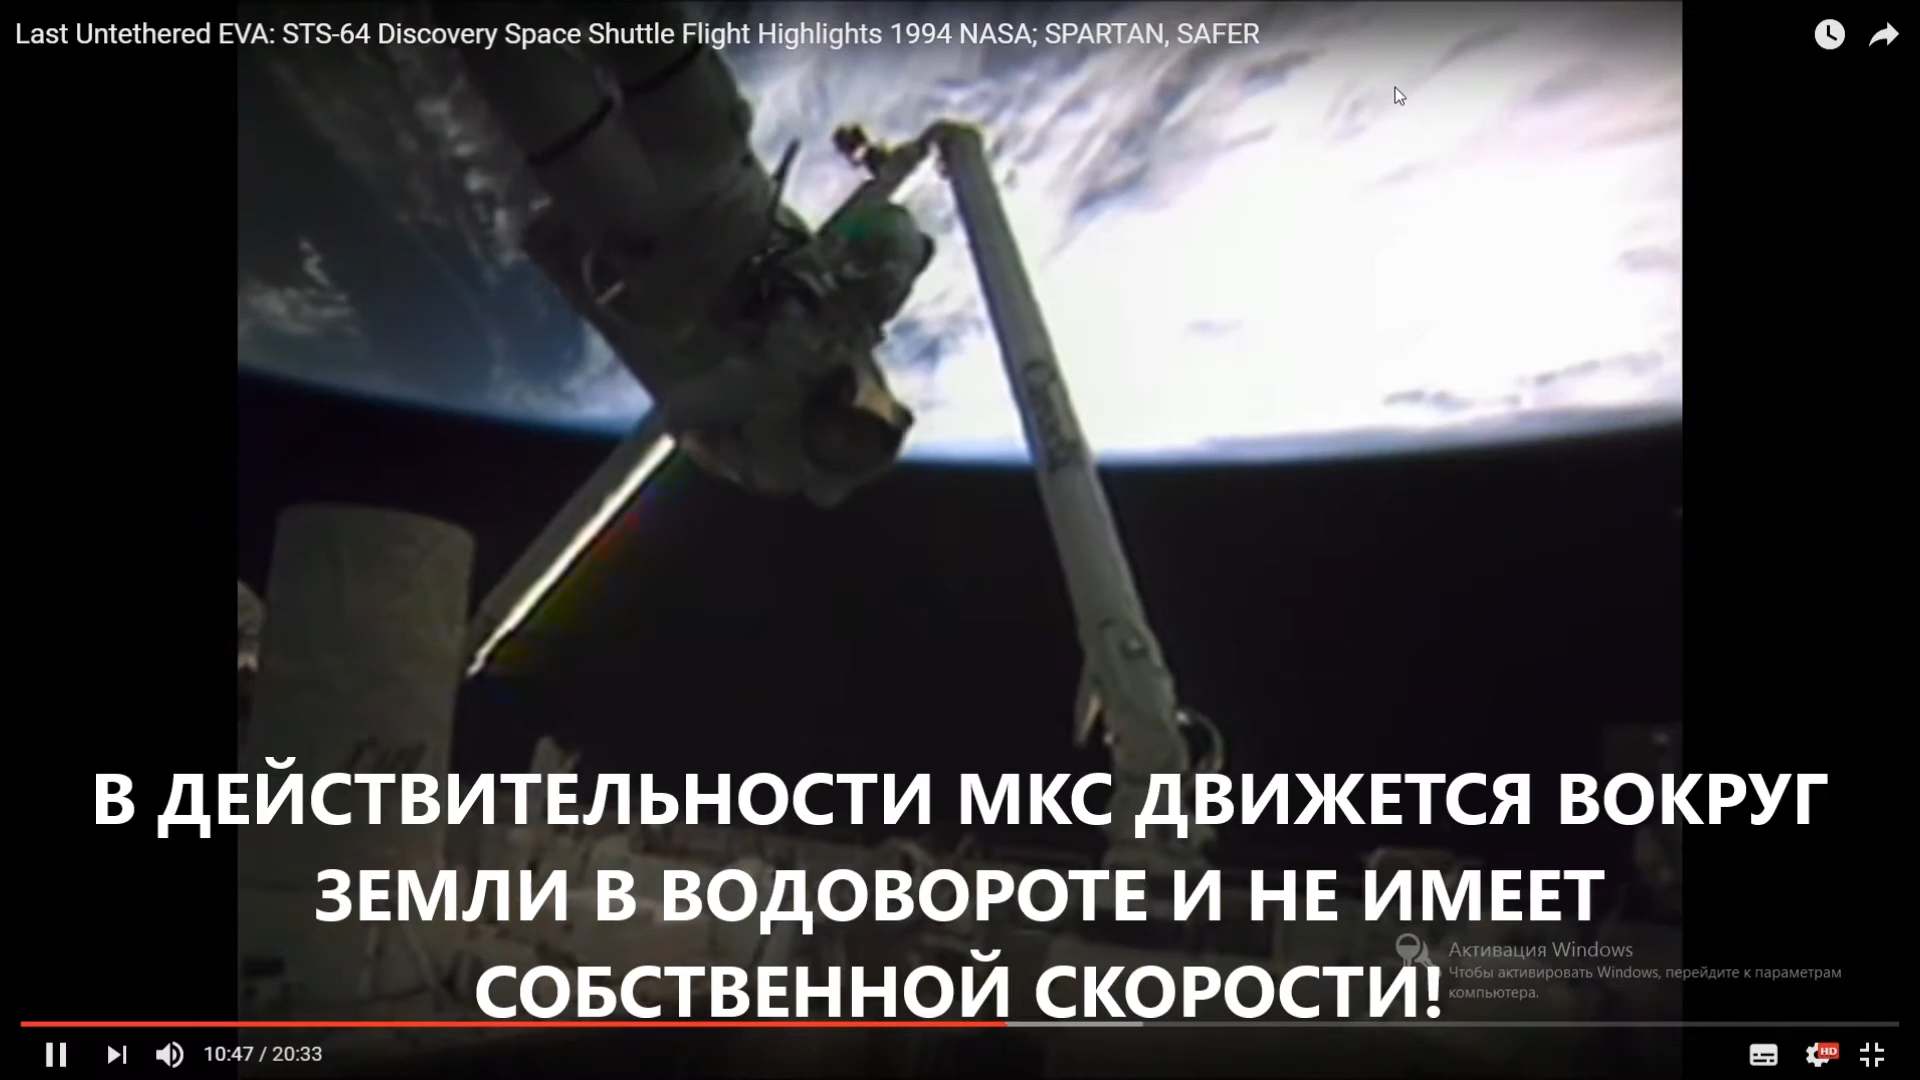 Last Untethered EVA: STS-64 Discovery Space Shuttle Flight Highlights 1994 NASA; SPARTAN, SAFER
В ДЕЙСТВИТЕЛЬНОСТИ МКС ДВИЖЕТСЯ ВОКРУГ
ЗЕМЛИ В ВОДОВОРОТЕ И НЕ ИМЕЕТ
СОБСТВЕННОЙ СКОРОСТИ!
Активация Windows
Чтобы активировать Windows, перейдите к параметрам
компьютера.
10:47 / 20:33
HD